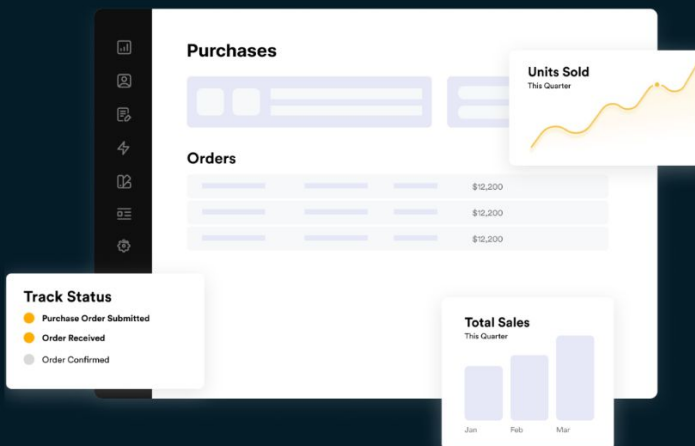 Purchases
Units Sold
This Quarter
Orders
$12,200
$12,200
$12,200
Track Status
Purchase Order Submitted
Order Received
Order Confirmed
Total Sales
This Quarter
Jan Feb Mar